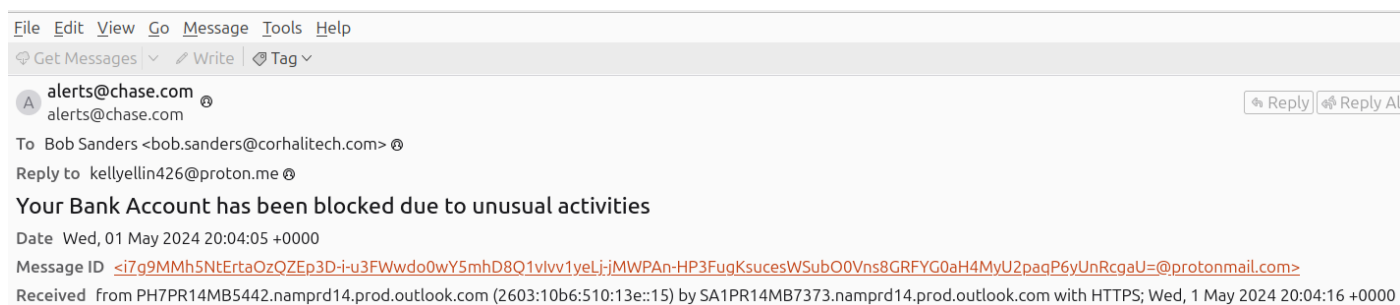 File Edit View Go Message Tools Help
Get Messages Write Tag
A alerts@chase.com
alerts@chase.com
Reply Reply Al
To Bob Sanders <bob.sanders@corhalitech.com>
Reply to kellyellin426@proton.me
Your Bank Account has been blocked due to unusual activities
Date Wed, 01 May 2024 20:04:05 +0000
Message ID <i7g9MMh5NtErtaOzQZEp3D-i-u3FWwdo0wY5mhD8Q1vIvv1yeLj-jMWPAn-HP3FugKsucesWSubO0Vns8GRFYG0aH4MyU2paqP6yUnRcgaU=@protonmail.com>
Received from PH7PR14MB5442.namprd14.prod.outlook.com (2603:10b6:510:13e::15) by SA1PR14MB7373.namprd14.prod.outlook.com with HTTPS; Wed, 1 May 2024 20:04:16 +0000